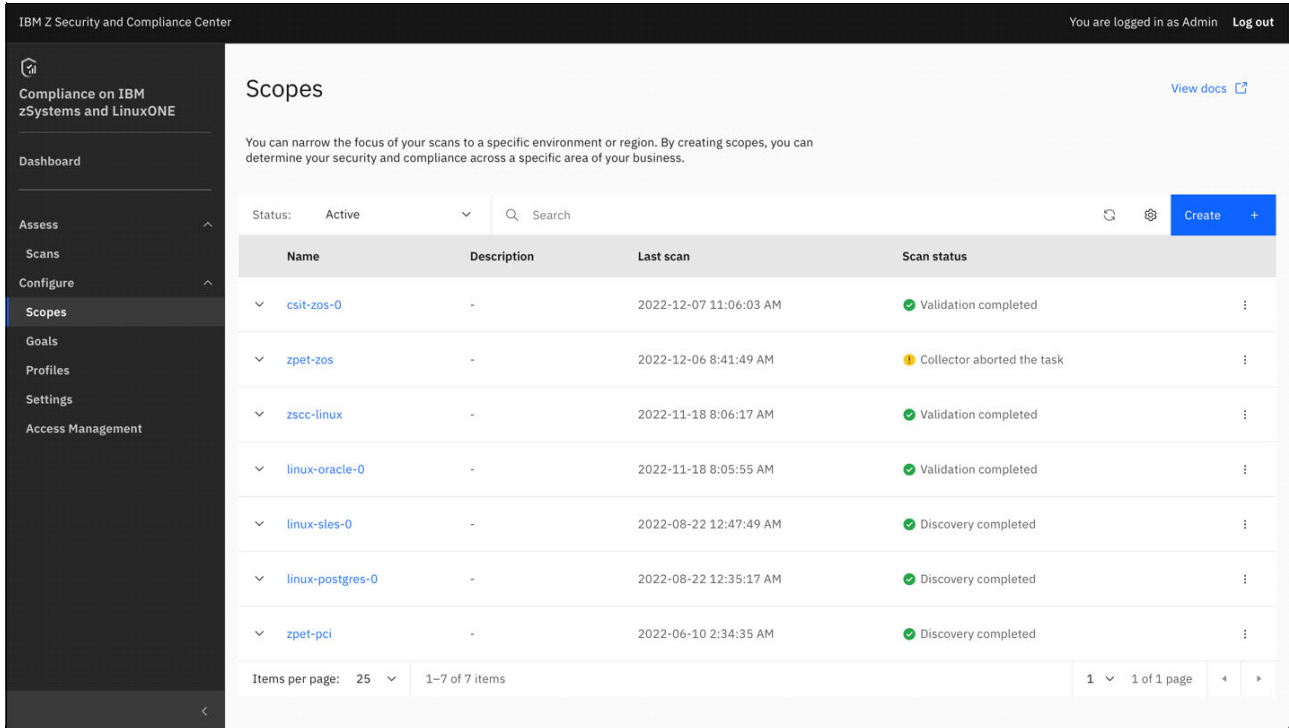 IBM Z Security and Compliance Center
You are logged in as Admin Log out
Compliance on IBM
zSystems and LinuxONE
Dashboard
Assess
Scans
Configure
Scopes
Goals
Profiles
Settings
Access Management
Scopes
View docs
You can narrow the focus of your scans to a specific environment or region. By creating scopes, you can
determine your security and compliance across a specific area of your business.
Status: Active Search Create +
Name Description Last scan Scan status
csit-zos-0 - 2022-12-07 11:06:03 AM Validation completed
zpet-zos - 2022-12-06 8:41:49 AM Collector aborted the task
zscc-linux - 2022-11-18 8:06:17 AM Validation completed
linux-oracle-0 - 2022-11-18 8:05:55 AM Validation completed
linux-sles-0 - 2022-08-22 12:47:49 AM Discovery completed
linux-postgres-0 - 2022-08-22 12:35:17 AM Discovery completed
zpet-pci - 2022-06-10 2:34:35 AM Discovery completed
Items per page: 25 1–7 of 7 items 1 1 of 1 page